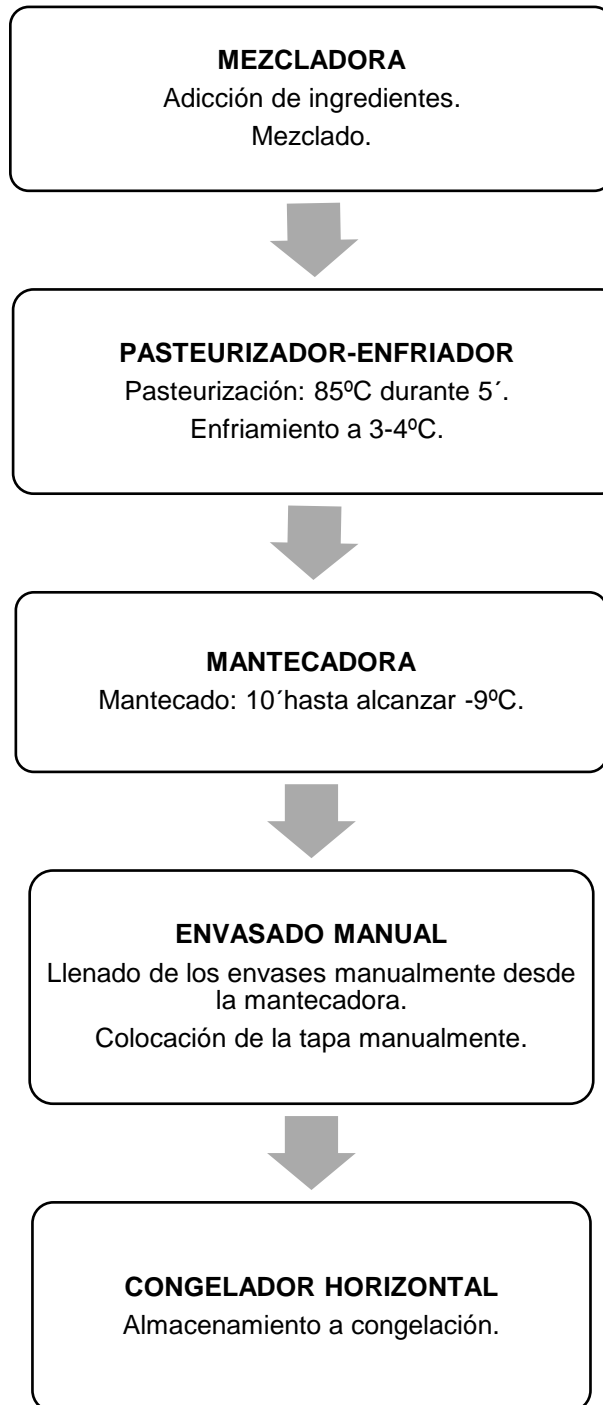 MEZCLADORA
Adicción de ingredientes.
Mezclado.
PASTEURIZADOR-ENFRIADOR
Pasteurización: 85ºC durante 5´.
Enfriamiento a 3-4ºC.
MANTECADORA
Mantecado: 10´hasta alcanzar -9ºC.
ENVASADO MANUAL
Llenado de los envases manualmente desde
la mantecadora.
Colocación de la tapa manualmente.
CONGELADOR HORIZONTAL
Almacenamiento a congelación.